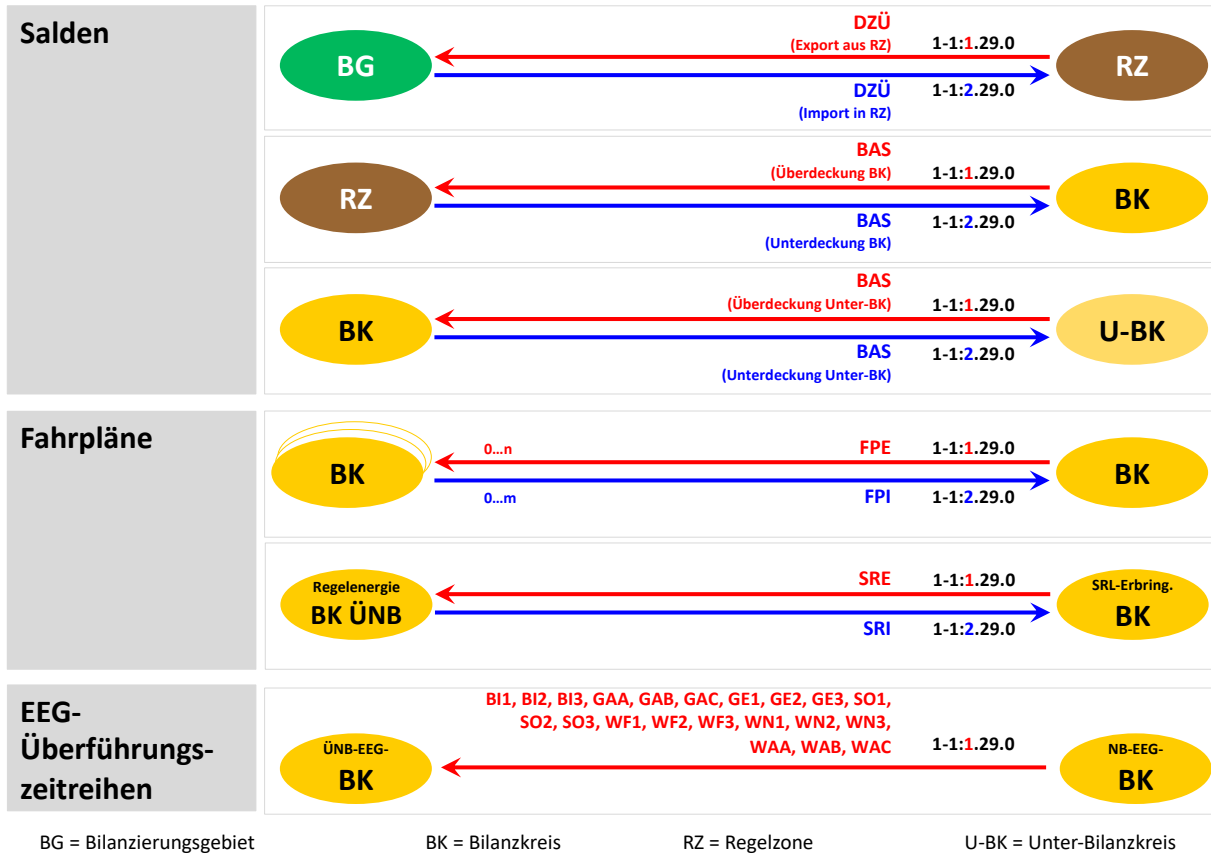 Salden
DZÜ
(Export aus RZ)
1-1:1.29.0
BG
RZ
DZÜ
1-1:2.29.0
(Import in RZ)
BAS
(Überdeckung BK)
1-1:1.29.0
RZ
BK
BAS
1-1:2.29.0
(Unterdeckung BK)
BAS
(Überdeckung Unter-BK)
1-1:1.29.0
BK
U-BK
BAS
1-1:2.29.0
(Unterdeckung Unter-BK)
Fahrpläne
0...n
FPE
1-1:1.29.0
BK
BK
0...m
FPI
1-1:2.29.0
SRE
1-1:1.29.0
Regelenergie
BK ÜNB
SRL-Erbring.
BK
SRI
1-1:2.29.0
EEG-
Überführungs-
zeitreihen
BI1, BI2, BI3, GAA, GAB, GAC, GE1, GE2, GE3, SO1,
SO2, SO3, WF1, WF2, WF3, WN1, WN2, WN3,
WAA, WAB, WAC
1-1:1.29.0
ÜNB-EEG-
BK
NB-EEG-
BK
BG = Bilanzierungsgebiet
BK = Bilanzkreis
RZ = Regelzone
U-BK = Unter-Bilanzkreis